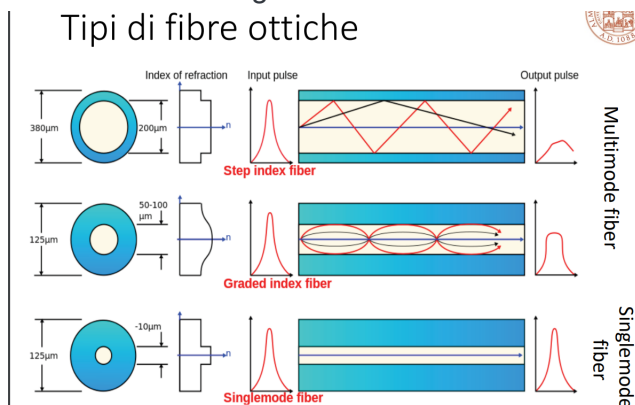 Tipi di fibre ottiche
A.D. 1088
Index of refraction
Input pulse
Output pulse
380µm
200µm
n
Step index fiber
Multimode fiber
50-100
µm
125µm
n
Graded index fiber
-10µm
125µm
n
Singlemode fiber
Singlemode
fiber